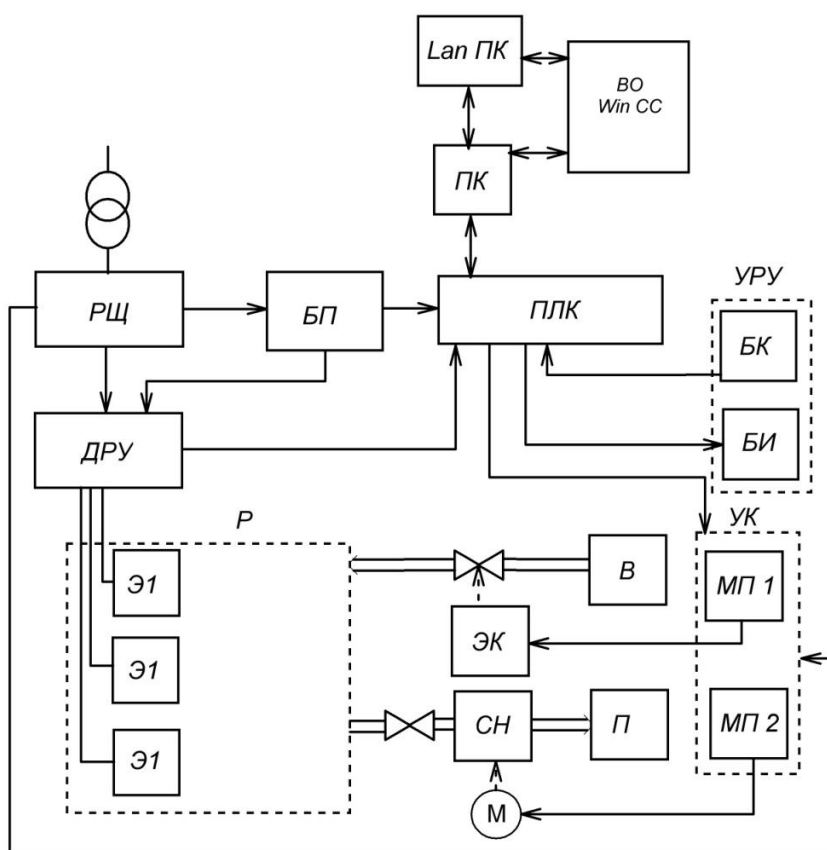 Lan ПК
ВО
Win CC
ПК
УРУ
РЩ
БП
ПЛК
БК
ДРУ
БИ
Р
УК
Э1
В
МП 1
ЭК
Э1
СН
П
МП 2
Э1
М